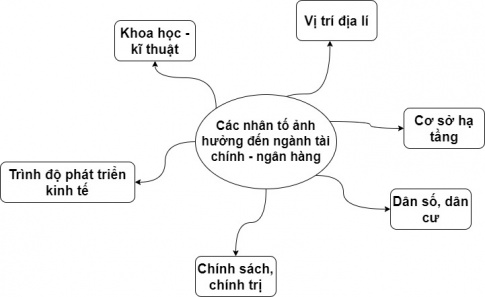 Vị trí địa lí
Khoa học -
kĩ thuật
Các nhân tố ảnh
hưởng đến ngành tài
chính - ngân hàng
Cơ sở hạ
tầng
Trình độ phát triển
kinh tế
Dân số, dân
cư
Chính sách,
chính trị